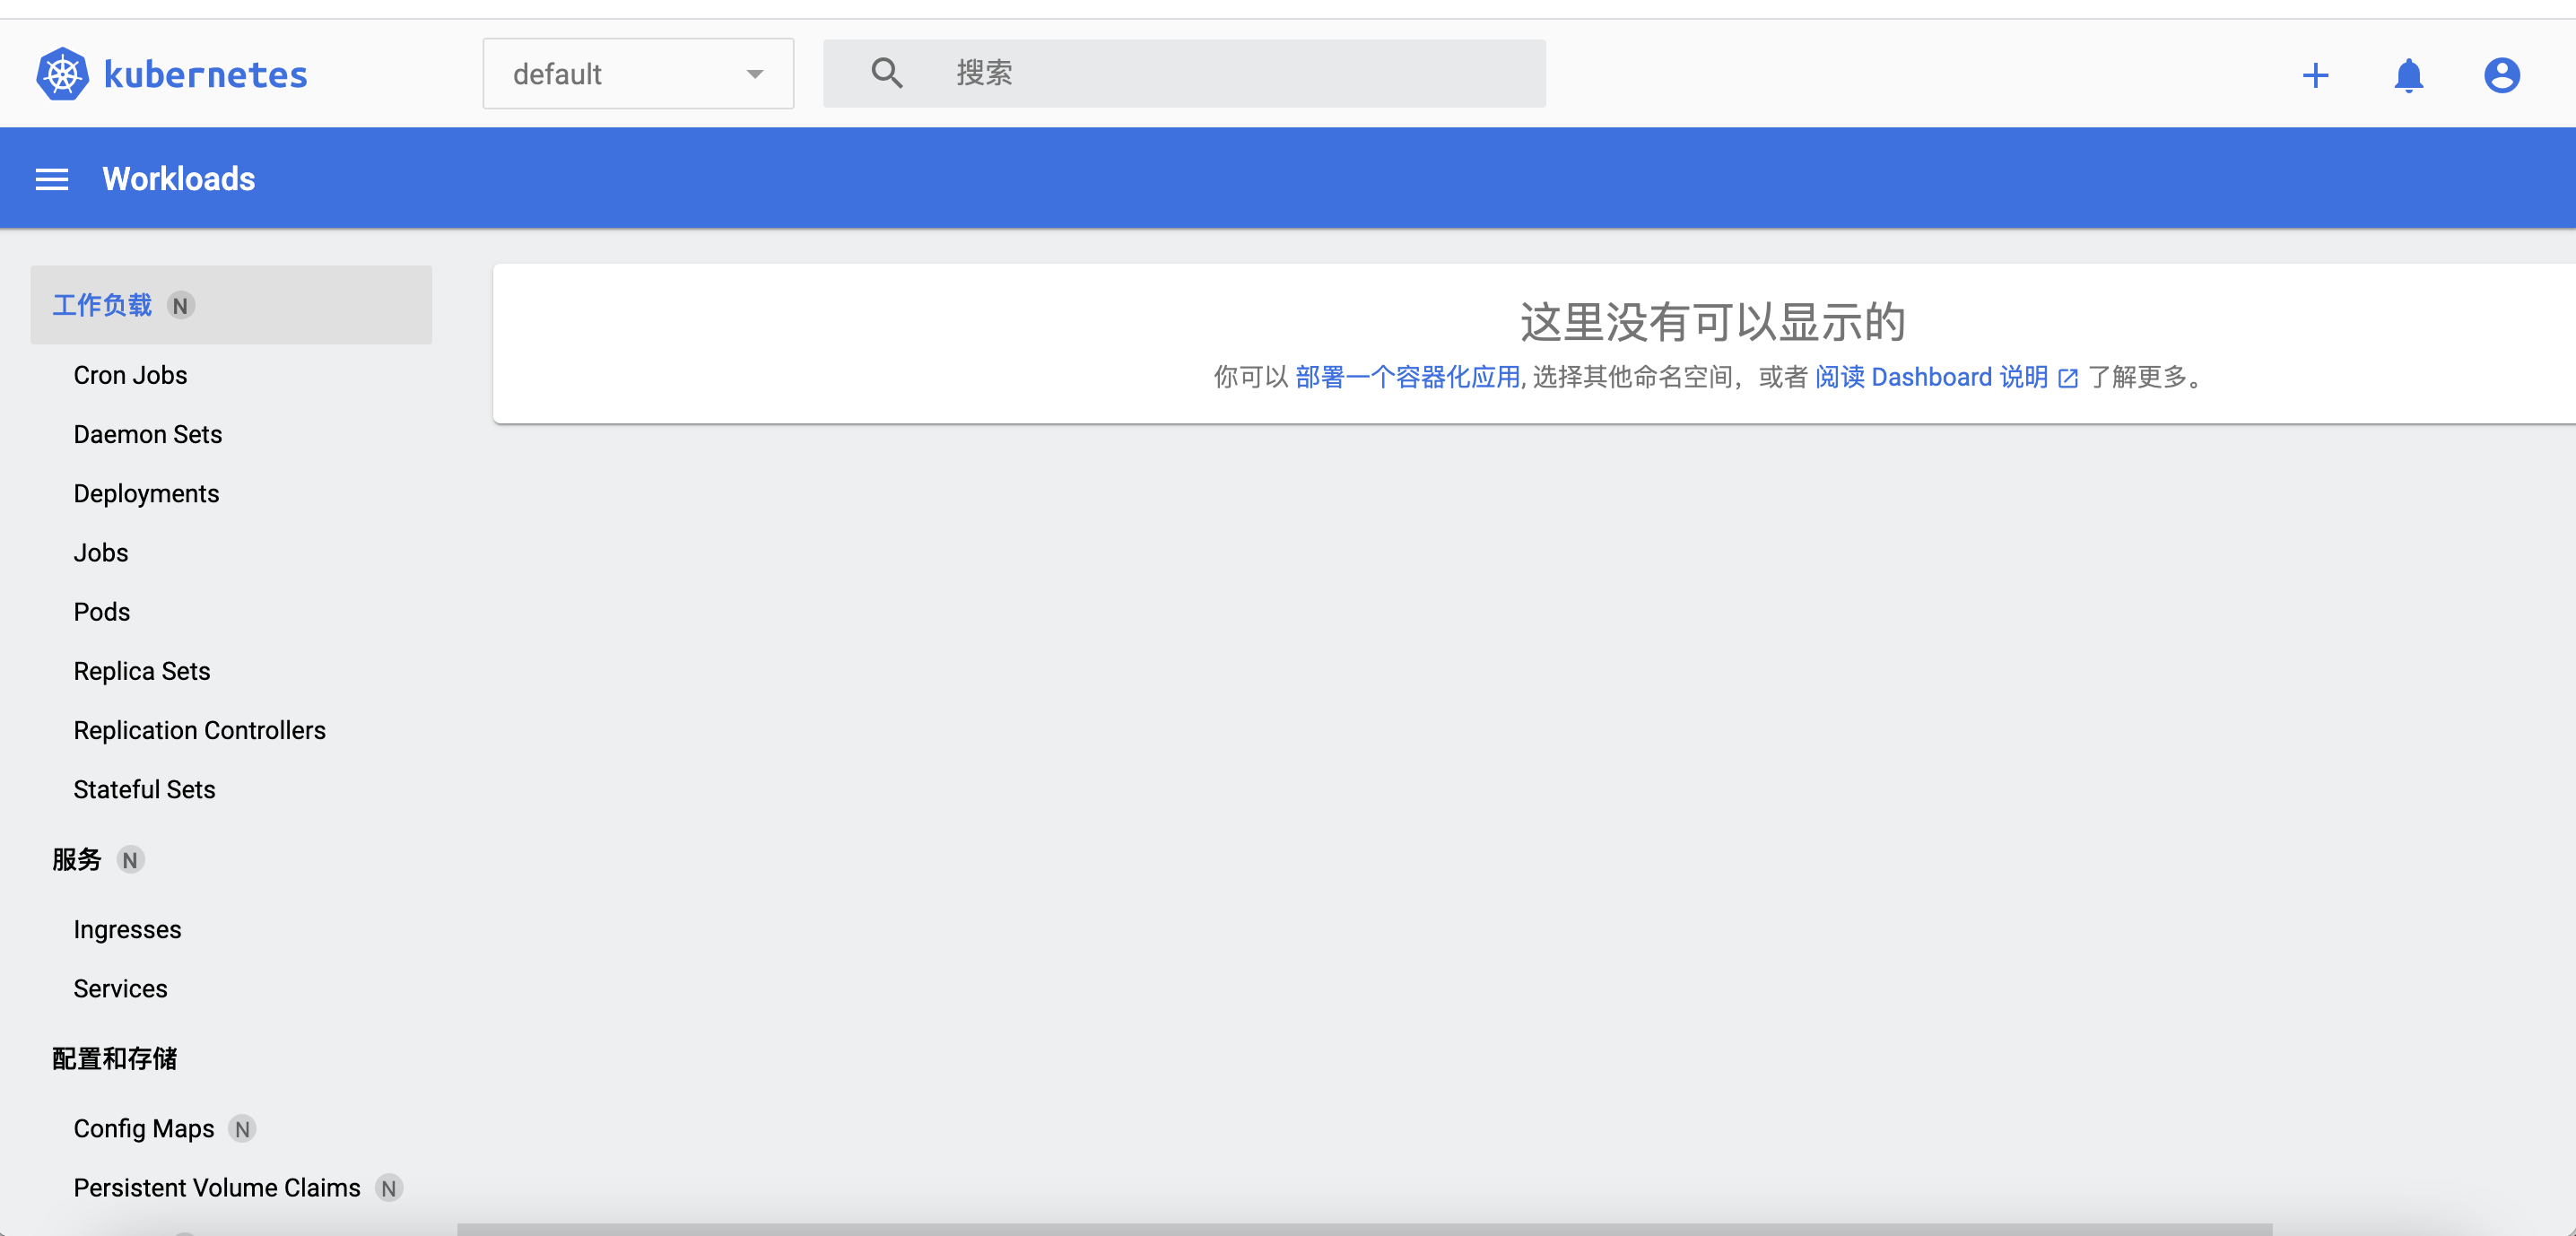 kubernetes
default
搜索
Workloads
工作负载 N
Cron Jobs
Daemon Sets
Deployments
Jobs
Pods
Replica Sets
Replication Controllers
Stateful Sets
服务 N
Ingresses
Services
配置和存储
Config Maps N
Persistent Volume Claims N
这里没有可以显示的
你可以 部署一个容器化应用, 选择其他命名空间，或者 阅读 Dashboard 说明 了解更多。